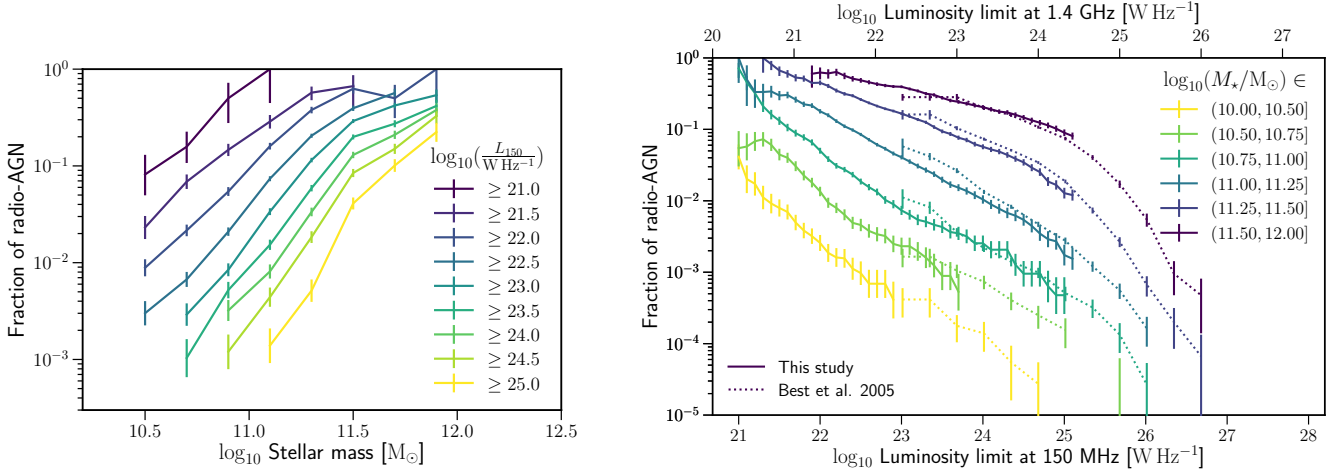 10⁰
10⁻¹
10⁻²
10⁻³
Fraction of radio-AGN
10.5 11.0 11.5 12.0 12.5
log₁₀ Stellar mass [M⊙]
log₁₀(L₁₅₀/W Hz⁻¹)
≥ 21.0
≥ 21.5
≥ 22.0
≥ 22.5
≥ 23.0
≥ 23.5
≥ 24.0
≥ 24.5
≥ 25.0
log₁₀ Luminosity limit at 1.4 GHz [W Hz⁻¹]
20 21 22 23 24 25 26 27
10⁰
10⁻¹
10⁻²
10⁻³
10⁻⁴
10⁻⁵
Fraction of radio-AGN
log₁₀(M⋆/M⊙) ∈
(10.00, 10.50]
(10.50, 10.75]
(10.75, 11.00]
(11.00, 11.25]
(11.25, 11.50]
(11.50, 12.00]
This study
Best et al. 2005
21 22 23 24 25 26 27 28
log₁₀ Luminosity limit at 150 MHz [W Hz⁻¹]